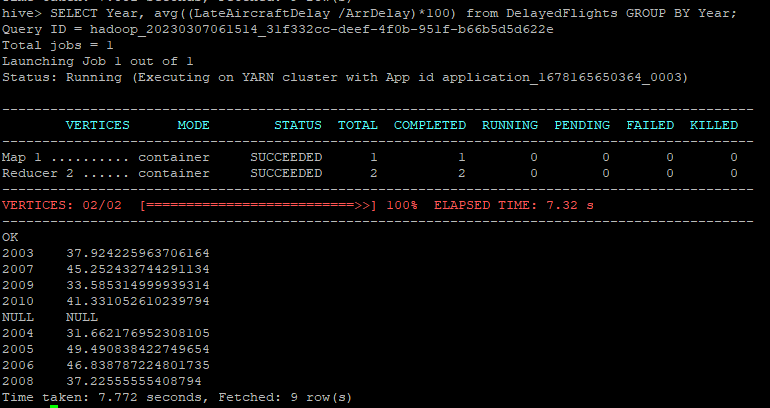 hive> SELECT Year, avg((LateAircraftDelay /ArrDelay)*100) from DelayedFlights GROUP BY Year;
Query ID = hadoop_20230307061514_31f332cc-deef-4f0b-951f-b66b5d5d622e
Total jobs = 1
Launching Job 1 out of 1
Status: Running (Executing on YARN cluster with App id application_1678165650364_0003)
----------------------------------------------------------------------------------------------
VERTICES MODE STATUS TOTAL COMPLETED RUNNING PENDING FAILED KILLED
----------------------------------------------------------------------------------------------
Map 1 .......... container SUCCEEDED 1 1 0 0 0 0
Reducer 2 ...... container SUCCEEDED 2 2 0 0 0 0
----------------------------------------------------------------------------------------------
VERTICES: 02/02 [==========================>>] 100% ELAPSED TIME: 7.32 s
----------------------------------------------------------------------------------------------
OK
2003 37.924225963706164
2007 45.252432744291134
2009 33.585314999939314
2010 41.331052610239794
NULL NULL
2004 31.662176952308105
2005 49.490838422749654
2006 46.838787224801735
2008 37.22555555408794
Time taken: 7.772 seconds, Fetched: 9 row(s)